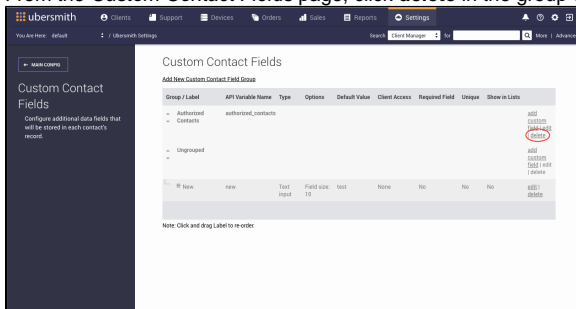 From the Custom Contact Fields page, click delete in the group
ubersmith
Clients
Support
Devices
Orders
Sales
Reports
Settings
You Are Here: default / Ubersmith Settings
Search Client Manager for
More | Advance
← MAIN CONFIG
Custom Contact
Fields
Configure additional data fields that
will be stored in each contact's
record.
Custom Contact Fields
Add New Custom Contact Field Group
Group / Label API Variable Name Type Options Default Value Client Access Required Field Unique Show in Lists
Authorized
Contacts
authorized_contacts
add
custom
field | edit
| delete
Ungrouped
add
custom
field | edit
| delete
New new Text
input
Field size:
10
test None No No No edit |
delete
Note: Click and drag Label to re-order.